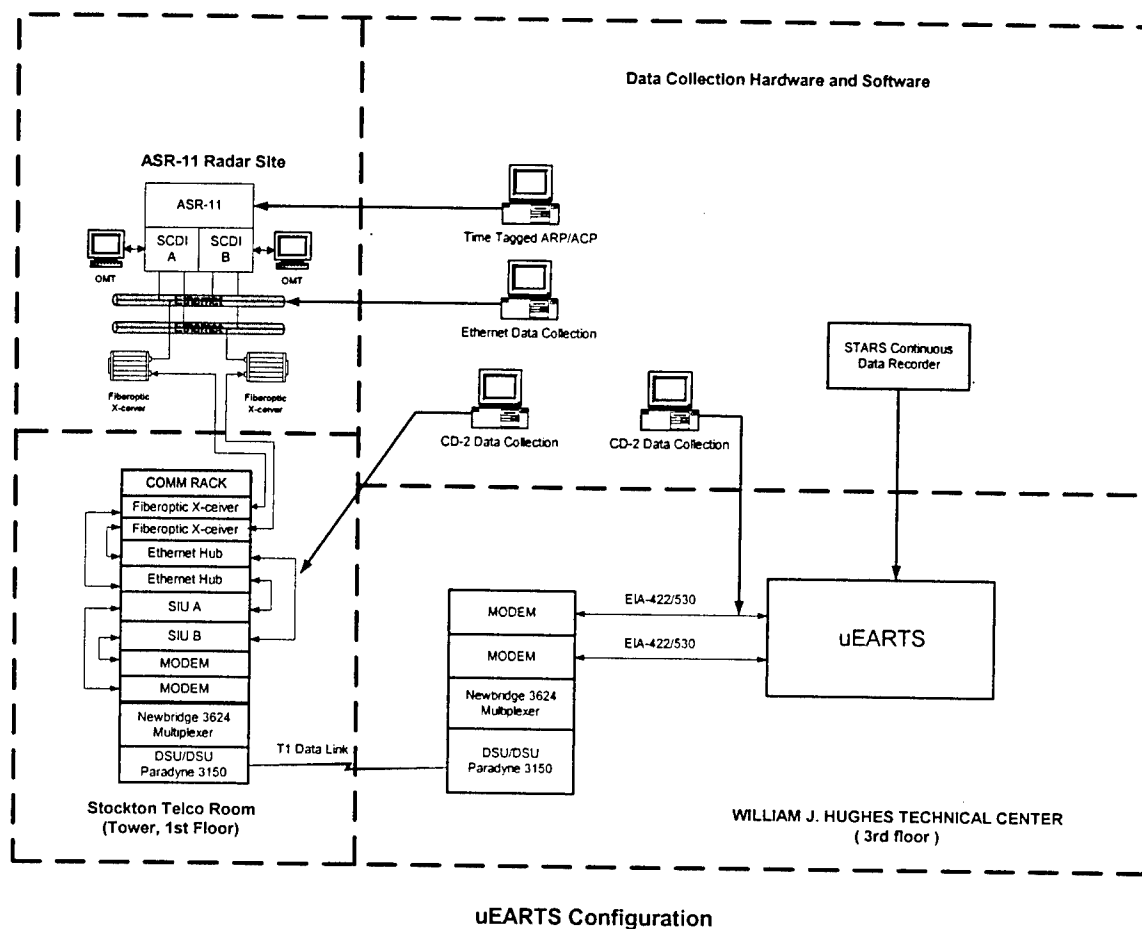 Data Collection Hardware and Software
ASR-11 Radar Site
ASR-11
SCDI
A
SCDI
B
OMT
OMT
Ethernet
Ethernet
Fiberoptic
X-ceiver
Fiberoptic
X-ceiver
Time Tagged ARP/ACP
Ethernet Data Collection
CD-2 Data Collection
CD-2 Data Collection
STARS Continuous
Data Recorder
COMM RACK
Fiberoptic X-ceiver
Fiberoptic X-ceiver
Ethernet Hub
Ethernet Hub
SIU A
SIU B
MODEM
MODEM
Newbridge 3624
Multiplexer
DSU/DSU
Paradyne 3150
T1 Data Link
Stockton Telco Room
(Tower, 1st Floor)
MODEM
MODEM
Newbridge 3624
Multiplexer
DSU/DSU
Paradyne 3150
EIA-422/530
EIA-422/530
uEARTS
WILLIAM J. HUGHES TECHNICAL CENTER
( 3rd floor )
uEARTS Configuration